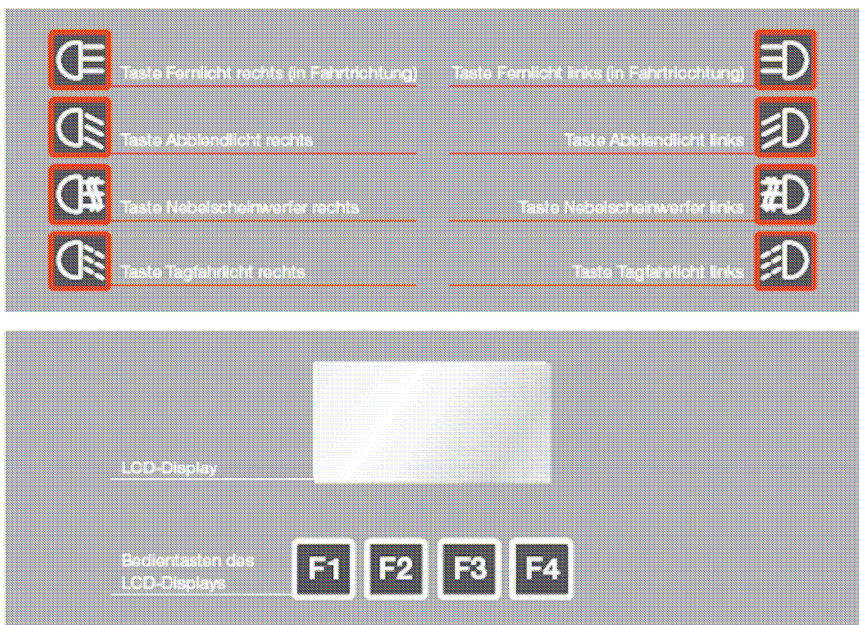 Taste Fernlicht rechts (in Fahrtrichtung)
Taste Fernlicht links (in Fahrtricchtung)
Taste Abblendlicht rechts
Taste Abblendlicht links
Taste Nebelscheinwerfer rechts
Taste Nebelscheinwerfer links
Taste Tagfahrlicht rechts
Taste Tagfahrlicht links
LCD-Display
Bedientasten des
LCD-Displays
F1 F2 F3 F4